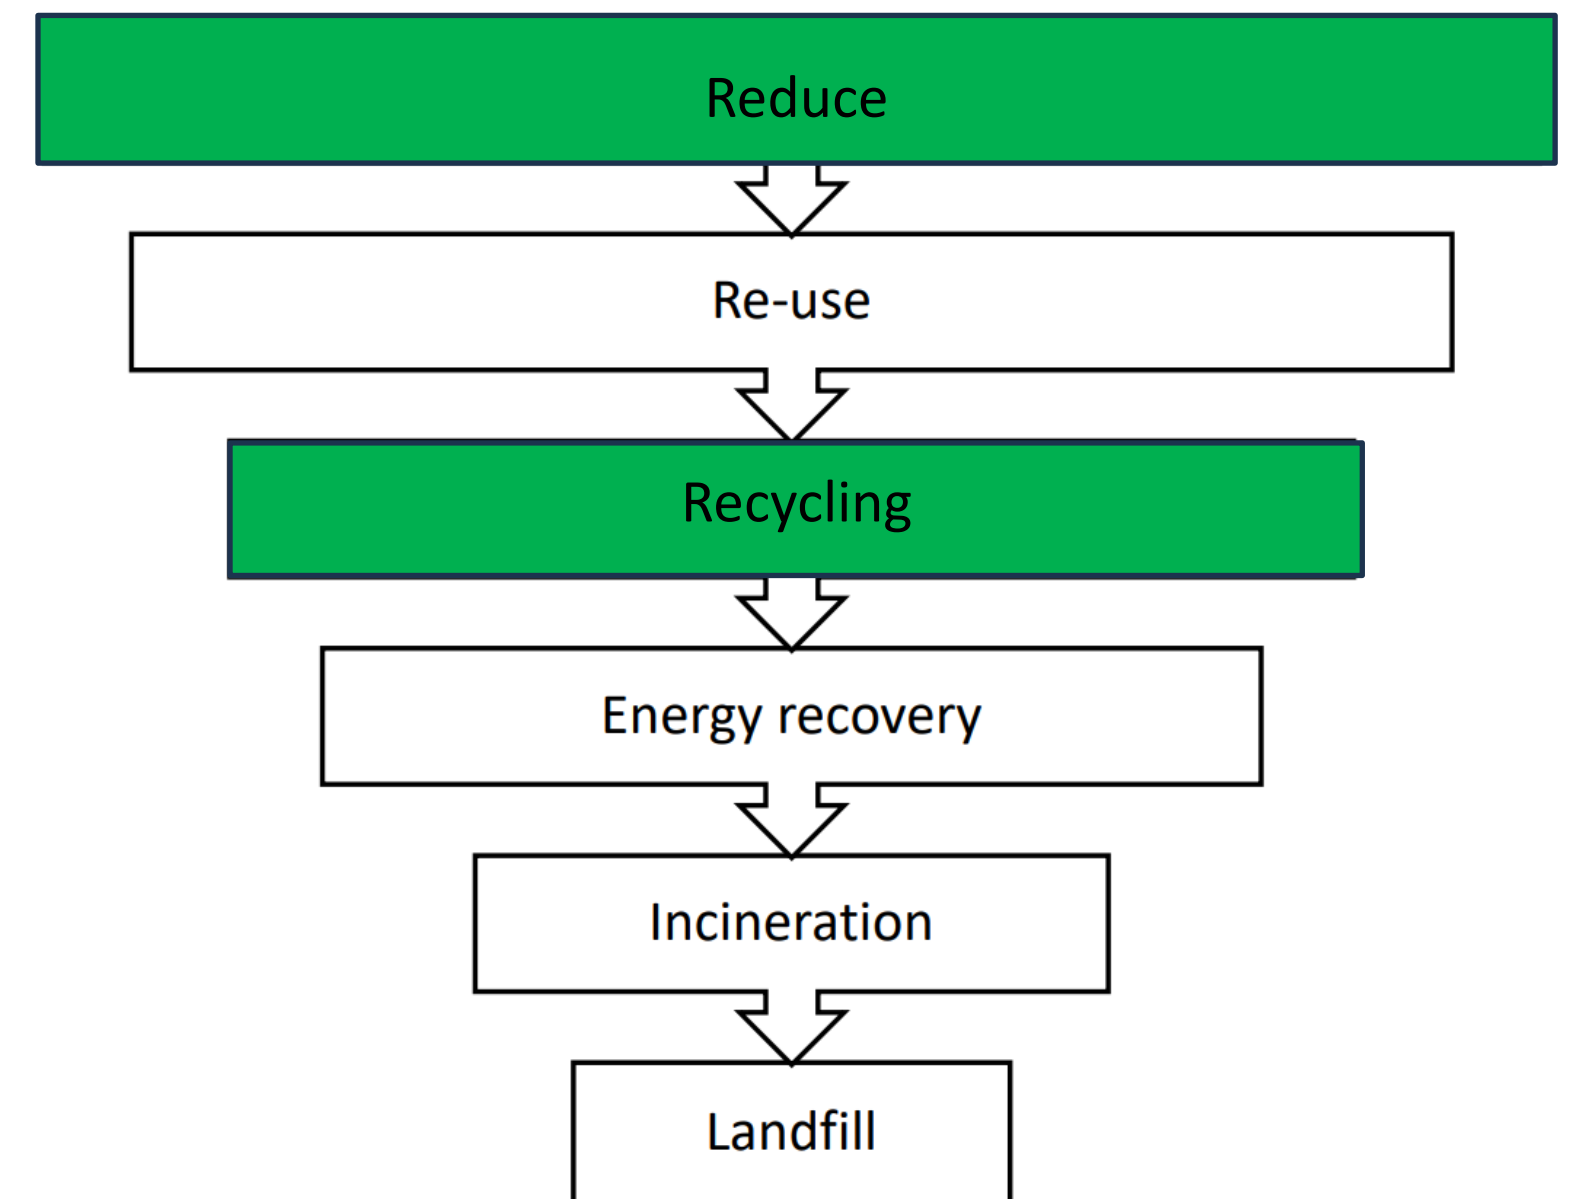 Reduce
Re-use
Recycling
Energy recovery
Incineration
Landfill